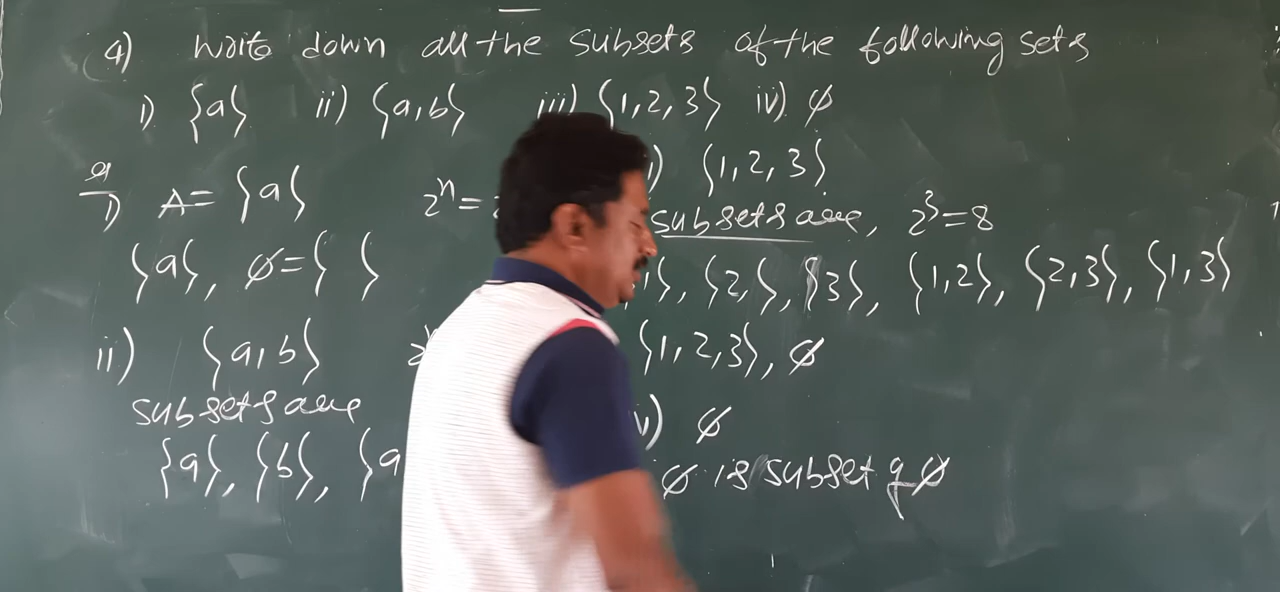 4) Write down all the subsets of the following sets
i) {a} ii) {a,b} iii) {1,2,3} iv) ∅
i) A = {a} 2ⁿ =
{a}, ∅ = { }
ii) {a,b}
subsets are
{a}, {b}, {a
) {1,2,3}
subsets are, 2³ = 8
}, {2,}, {3}, {1,2}, {2,3}, {1,3}
{1,2,3}, ∅
v) ∅
∅ is subset of ∅